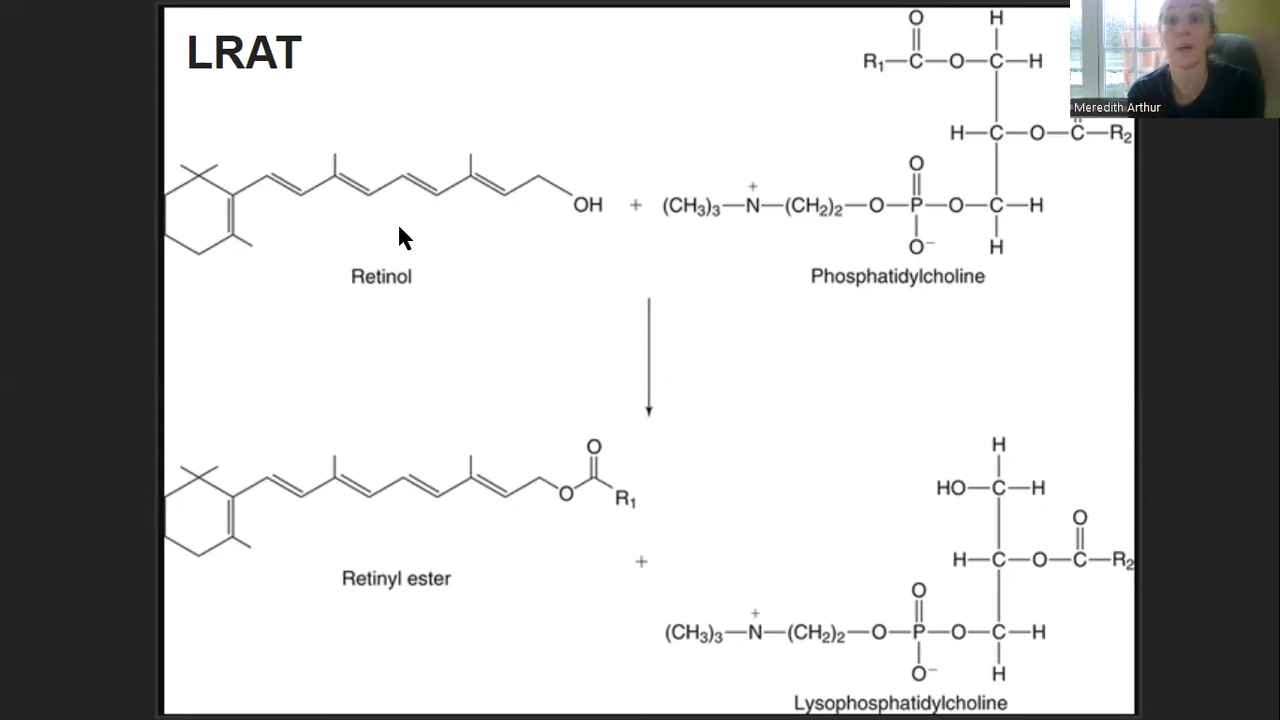 LRAT
O H
R₁—C—O—C—H
Meredith Arthur
H—C—O—C—R₂
O
OH + (CH₃)₃—N⁺—(CH₂)₂—O—P—O—C—H
O⁻ H
Retinol Phosphatidylcholine
O H
HO—C—H
O R₁
O
+ H—C—O—C—R₂
Retinyl ester
O
(CH₃)₃—N⁺—(CH₂)₂—O—P—O—C—H
O⁻ H
Lysophosphatidylcholine